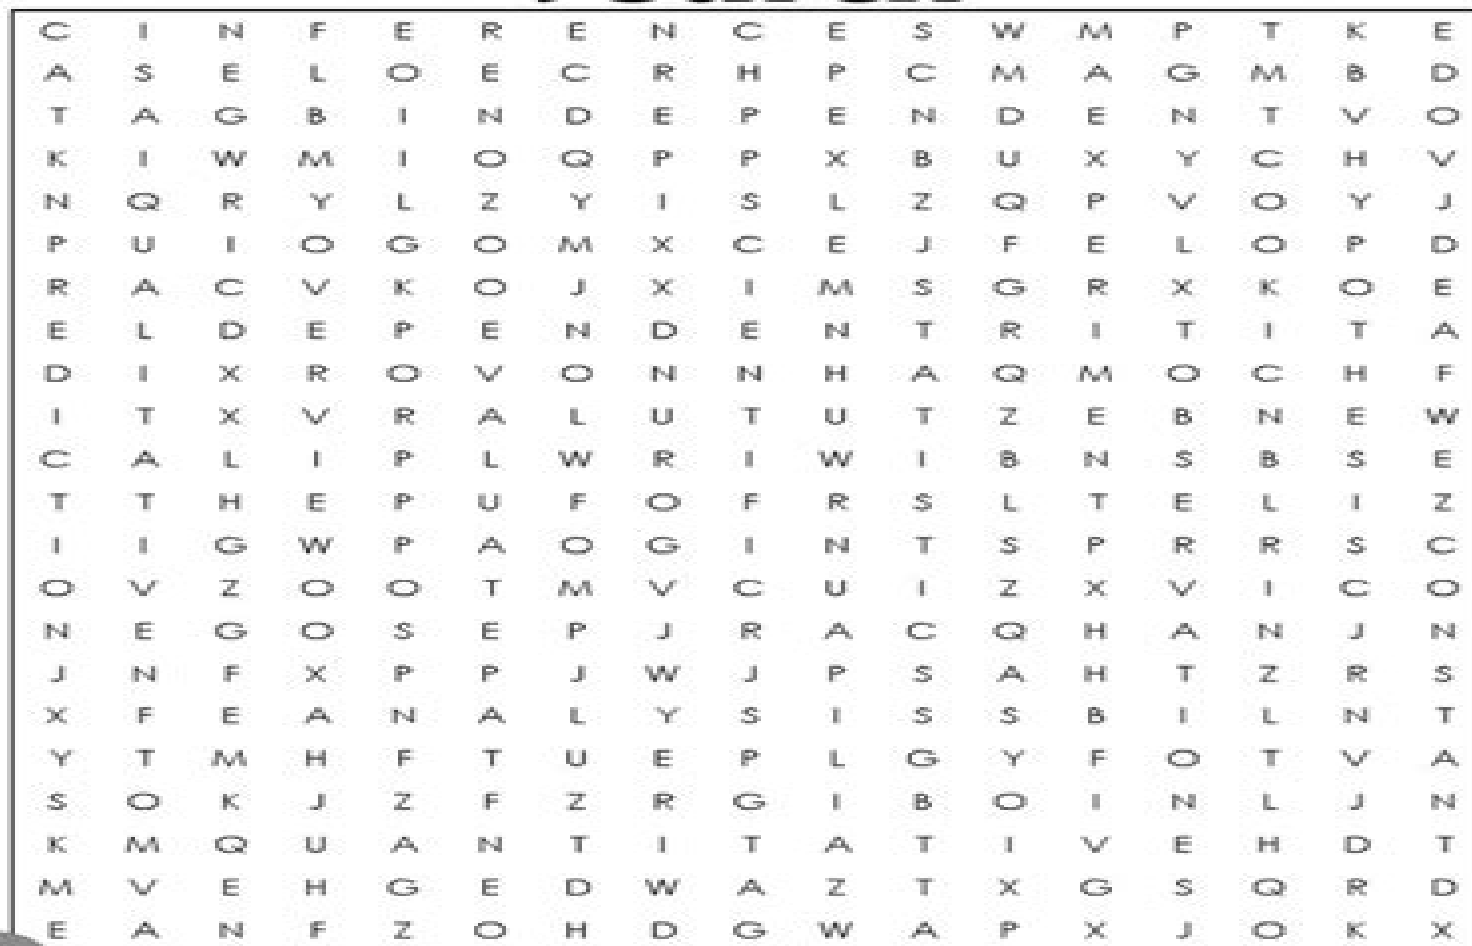 C I N F E R E N C E S W M P T K E
A S E L O E C R H P C M A G M B D
T A G B I N D E P E N D E N T V O
K I W M I O Q P P X B U X Y C H V
N Q R Y L Z Y I S L Z Q P V O Y J
P U I O G O M X C E J F E L O P D
R A C V K O J X I M S G R X K O E
E L D E P E N D E N T R I T I T A
D I X R O V O N N H A Q M O C H F
I T X V R A L U T U T Z E B N E W
C A L I P L W R I W I B N S B S E
T T H E P U F O F R S L T E L I Z
I I G W P A O G I N T S P R R S C
O V Z O O T M V C U I Z X V I C O
N E G O S E P J R A C Q H A N J N
J N F X P P J W J P S A H T Z R S
X F E A N A L Y S I S S B I L N T
Y T M H F T U E P L G Y F O T V A
S O K J Z F Z R G I B O I N L J N
K M Q U A N T I T A T I V E H D T
M V E H G E D W A Z T X G S Q R D
E A N F Z O H D G W A P X J O K X